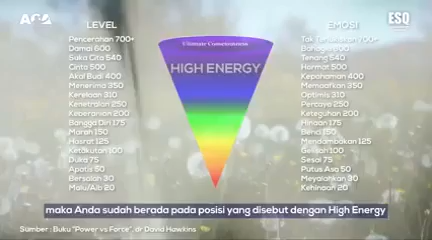 AQA
ESQ
LEVEL
Pencerahan 700+
Damai 600
Suka Cita 540
Cinta 500
Akal Budi 400
Menerima 350
Kerelaan 310
Kenetralan 250
Keberanian 200
Bangga Diri 175
Marah 150
Hasrat 125
Ketakutan 100
Duka 75
Apatis 50
Bersalah 30
Malu/Aib 20
Ultimate Consciousness
HIGH ENERGY
EMOSI
Tak Terlukiskan 700+
Bahagia 600
Tenang 540
Hormat 500
Kepahaman 400
Memaafkan 350
Optimis 310
Percaya 250
Keteguhan 200
Hinaan 175
Benci 150
Mendambakan 125
Gelisah 100
Sesal 75
Putus Asa 50
Menyalahkan 30
Kehinaan 20
maka Anda sudah berada pada posisi yang disebut dengan High Energy
Sumber : Buku "Power vs Force", dr David Hawkins